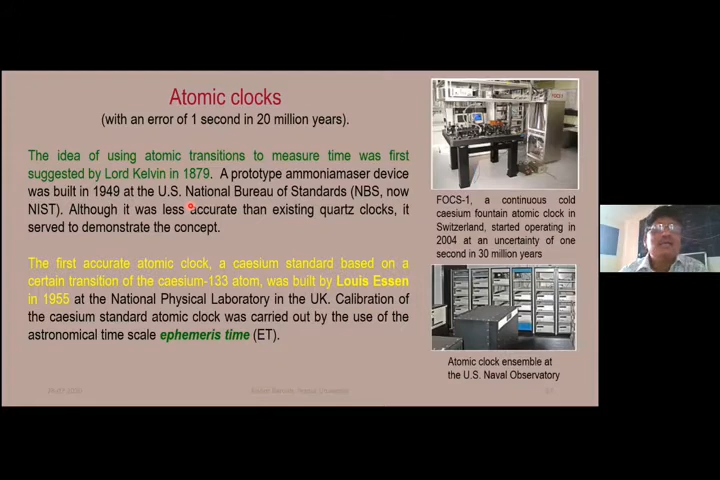 Atomic clocks
(with an error of 1 second in 20 million years).
The idea of using atomic transitions to measure time was first
suggested by Lord Kelvin in 1879. A prototype ammoniamaser device
was built in 1949 at the U.S. National Bureau of Standards (NBS, now
NIST). Although it was less accurate than existing quartz clocks, it
served to demonstrate the concept.
The first accurate atomic clock, a caesium standard based on a
certain transition of the caesium-133 atom, was built by Louis Essen
in 1955 at the National Physical Laboratory in the UK. Calibration of
the caesium standard atomic clock was carried out by the use of the
astronomical time scale ephemeris time (ET).
FOCS-1, a continuous cold
caesium fountain atomic clock in
Switzerland, started operating in
2004 at an uncertainty of one
second in 30 million years
Atomic clock ensemble at
the U.S. Naval Observatory